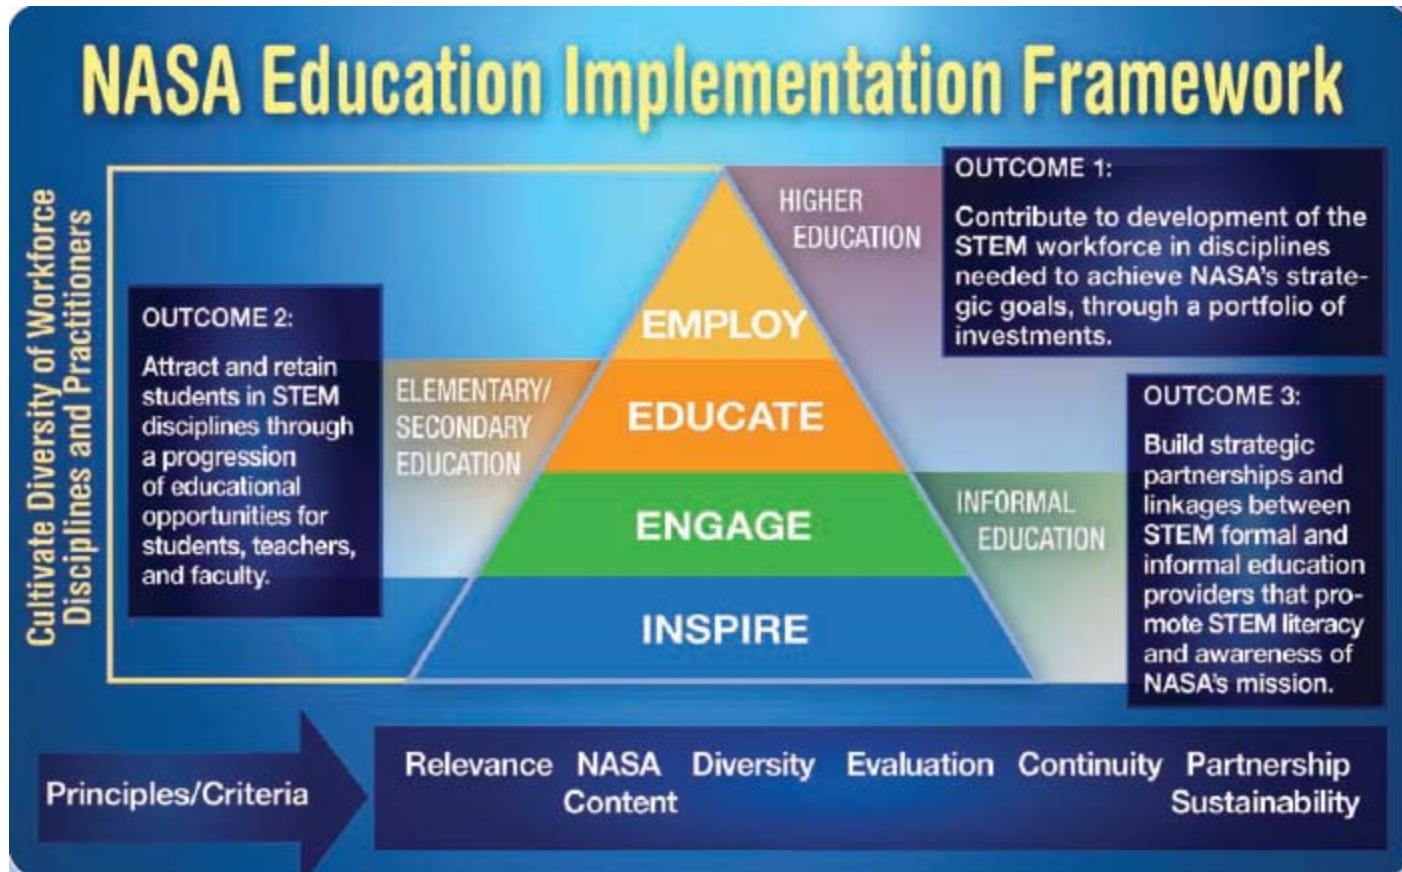 NASA Education Implementation Framework
Cultivate Diversity of Workforce
Disciplines and Practitioners
OUTCOME 2:
Attract and retain
students in STEM
disciplines through
a progression
of educational
opportunities for
students, teachers,
and faculty.
ELEMENTARY/
SECONDARY
EDUCATION
EMPLOY
EDUCATE
ENGAGE
INSPIRE
HIGHER
EDUCATION
OUTCOME 1:
Contribute to development of the
STEM workforce in disciplines
needed to achieve NASA's strate-
gic goals, through a portfolio of
investments.
INFORMAL
EDUCATION
OUTCOME 3:
Build strategic
partnerships and
linkages between
STEM formal and
informal education
providers that pro-
mote STEM literacy
and awareness of
NASA's mission.
Principles/Criteria
Relevance NASA Diversity Evaluation Continuity Partnership
Content Sustainability